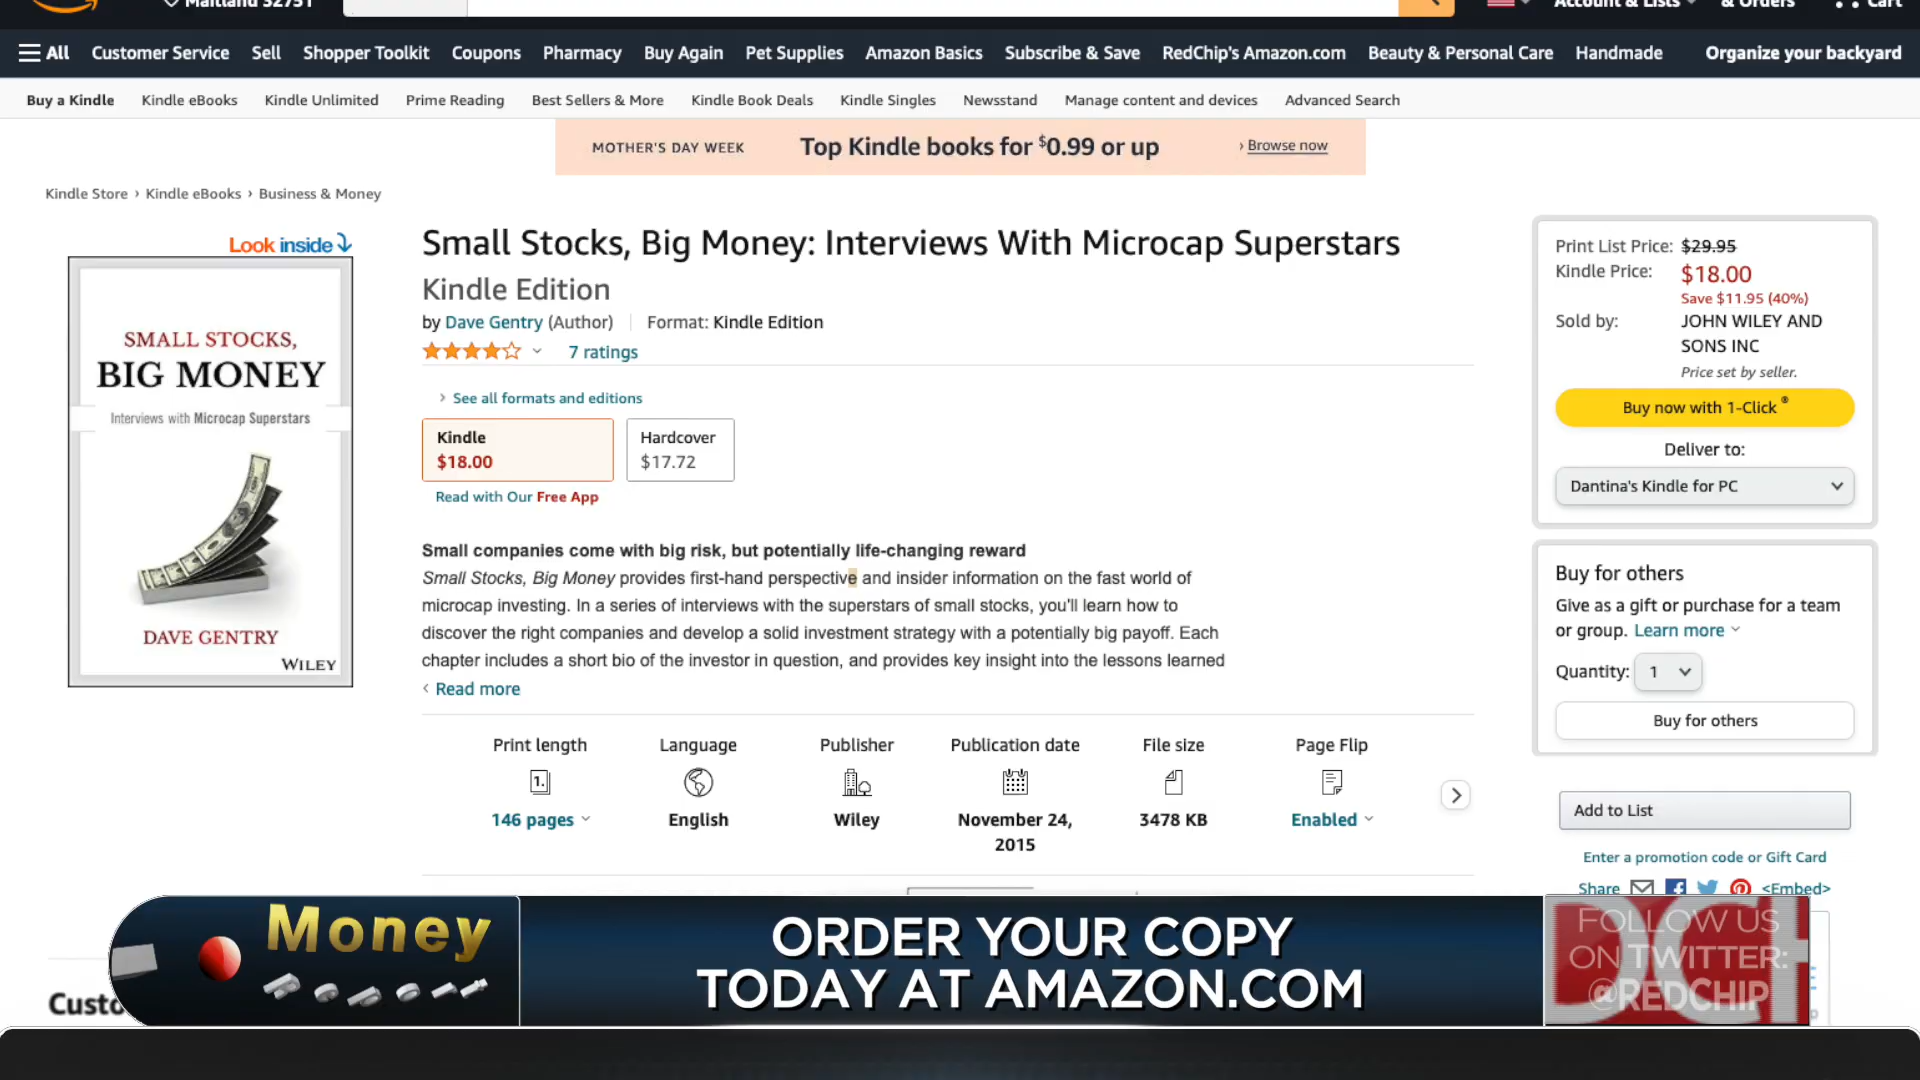 Maitland 32751
Account & Lists
& Orders
Cart
All
Customer Service
Sell
Shopper Toolkit
Coupons
Pharmacy
Buy Again
Pet Supplies
Amazon Basics
Subscribe & Save
RedChip's Amazon.com
Beauty & Personal Care
Handmade
Organize your backyard
Buy a Kindle
Kindle eBooks
Kindle Unlimited
Prime Reading
Best Sellers & More
Kindle Book Deals
Kindle Singles
Newsstand
Manage content and devices
Advanced Search
MOTHER'S DAY WEEK
Top Kindle books for $0.99 or up
› Browse now
Kindle Store › Kindle eBooks › Business & Money
Look inside
SMALL STOCKS,
BIG MONEY
Interviews with Microcap Superstars
DAVE GENTRY
WILEY
Small Stocks, Big Money: Interviews With Microcap Superstars
Kindle Edition
by Dave Gentry (Author)
Format: Kindle Edition
7 ratings
› See all formats and editions
Kindle
$18.00
Hardcover
$17.72
Read with Our Free App
Small companies come with big risk, but potentially life-changing reward
Small Stocks, Big Money provides first-hand perspective and insider information on the fast world of
microcap investing. In a series of interviews with the superstars of small stocks, you'll learn how to
discover the right companies and develop a solid investment strategy with a potentially big payoff. Each
chapter includes a short bio of the investor in question, and provides key insight into the lessons learned
‹ Read more
Print length
1.
146 pages
Language
English
Publisher
Wiley
Publication date
November 24,
2015
File size
3478 KB
Page Flip
Enabled
Print List Price: $29.95
Kindle Price: $18.00
Save $11.95 (40%)
Sold by: JOHN WILEY AND
SONS INC
Price set by seller.
Buy now with 1-Click ®
Deliver to:
Dantina's Kindle for PC
Buy for others
Give as a gift or purchase for a team
or group. Learn more
Quantity: 1
Buy for others
Add to List
Enter a promotion code or Gift Card
Share
<Embed>
Money
ORDER YOUR COPY
TODAY AT AMAZON.COM
FOLLOW US
ON TWITTER:
@REDCHIP